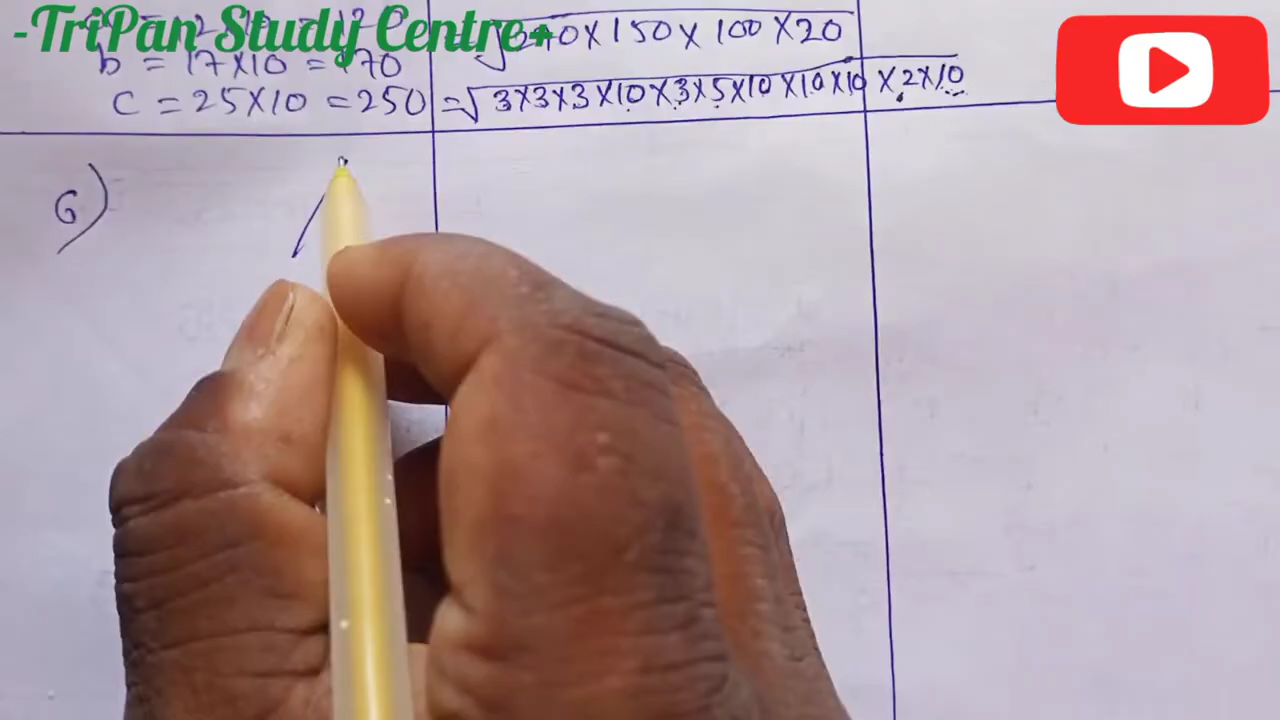 -TriPan Study Centre+
= √270×150×100×20
b = 17×10 = 170
c = 25×10 = 250 = √3×3×3×10×3×5×10×10×10×2×10
6)